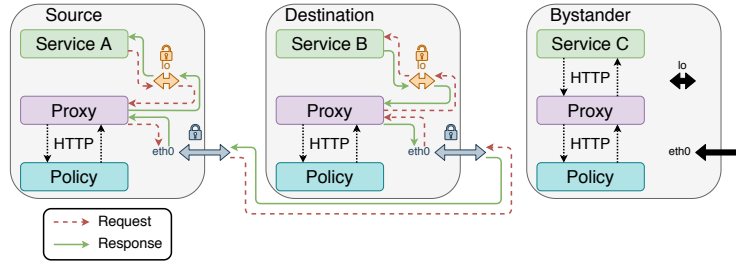 Source
Service A
lo
Proxy
HTTP
eth0
Policy
Destination
Service B
lo
Proxy
HTTP
eth0
Policy
Bystander
Service C
HTTP
lo
Proxy
HTTP
eth0
Policy
Request
Response